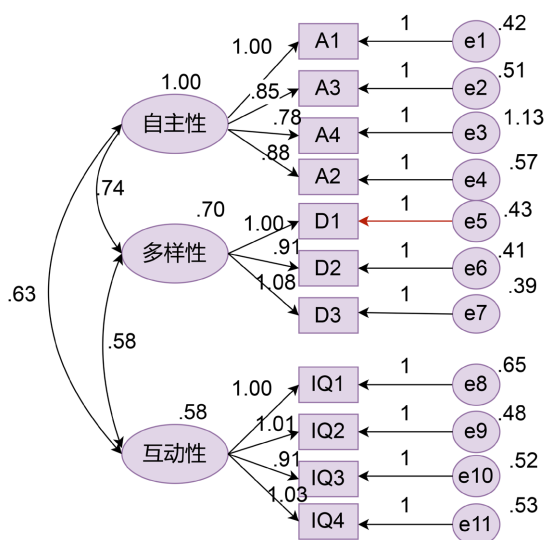 1.00 A1 1 e1 .42
1.00 .85 A3 1 e2 .51
自主性 .78 A4 1 e3 1.13
.88 A2 1 e4 .57
.74
.70 1.00 D1 1 e5 .43
多样性 .91 D2 1 e6 .41
1.08 D3 1 e7 .39
.63
.58
1.00 IQ1 1 e8 .65
.58 1.01 IQ2 1 e9 .48
互动性 .91 IQ3 1 e10 .52
1.03 IQ4 1 e11 .53